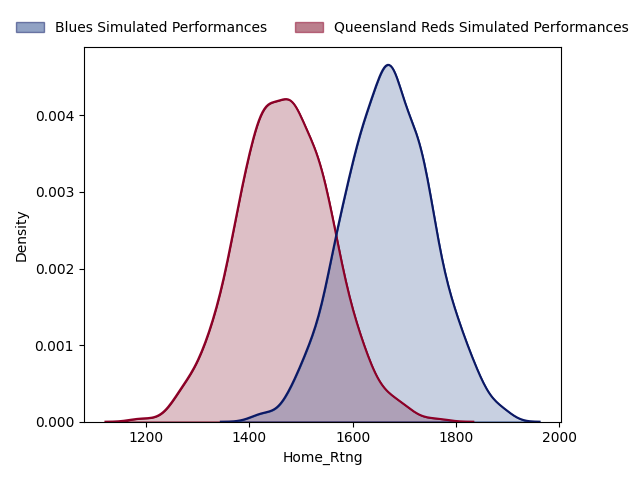 Blues Simulated Performances Queensland Reds Simulated Performances
0.004
0.003
0.002
0.001
0.000
Density
1200 1400 1600 1800 2000
Home_Rtng